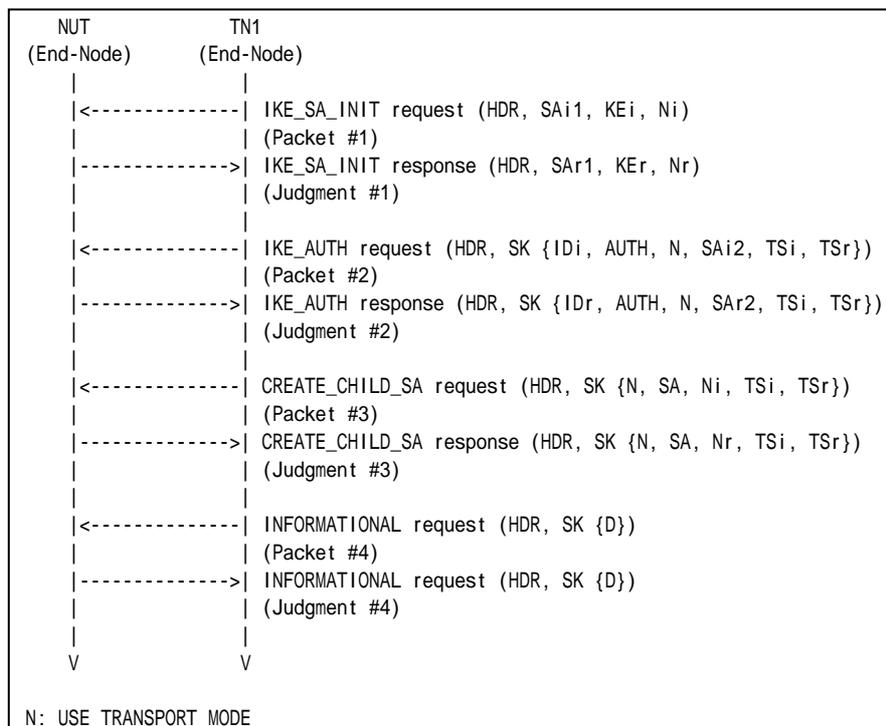 NUT TN1
(End-Node) (End-Node)
| |
|<--------------| IKE_SA_INIT request (HDR, SAi1, KEi, Ni)
| | (Packet #1)
|-------------->| IKE_SA_INIT response (HDR, SAr1, KEr, Nr)
| | (Judgment #1)
| |
|<--------------| IKE_AUTH request (HDR, SK {IDi, AUTH, N, SAi2, TSi, TSr})
| | (Packet #2)
|-------------->| IKE_AUTH response (HDR, SK {IDr, AUTH, N, SAr2, TSi, TSr})
| | (Judgment #2)
| |
|<--------------| CREATE_CHILD_SA request (HDR, SK {N, SA, Ni, TSi, TSr})
| | (Packet #3)
|-------------->| CREATE_CHILD_SA response (HDR, SK {N, SA, Nr, TSi, TSr})
| | (Judgment #3)
| |
|<--------------| INFORMATIONAL request (HDR, SK {D})
| | (Packet #4)
|-------------->| INFORMATIONAL request (HDR, SK {D})
| | (Judgment #4)
| |
V V
N: USE TRANSPORT MODE